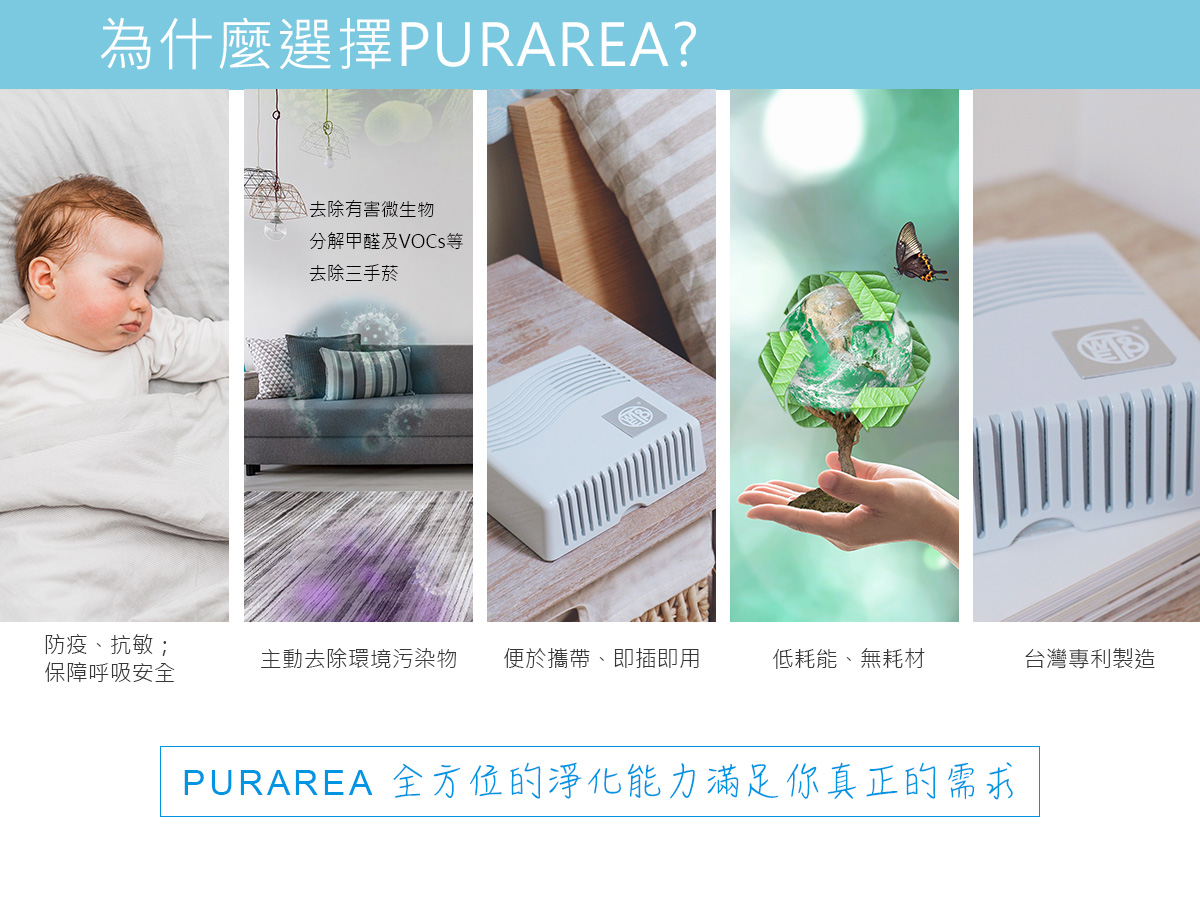 為什麼選擇PURAREA?
去除有害微生物
分解甲醛及VOCs等
去除三手菸
防疫、抗敏；
保障呼吸安全
主動去除環境污染物
便於攜帶、即插即用
低耗能、無耗材
台灣專利製造
PURAREA 全方位的淨化能力滿足你真正的需求